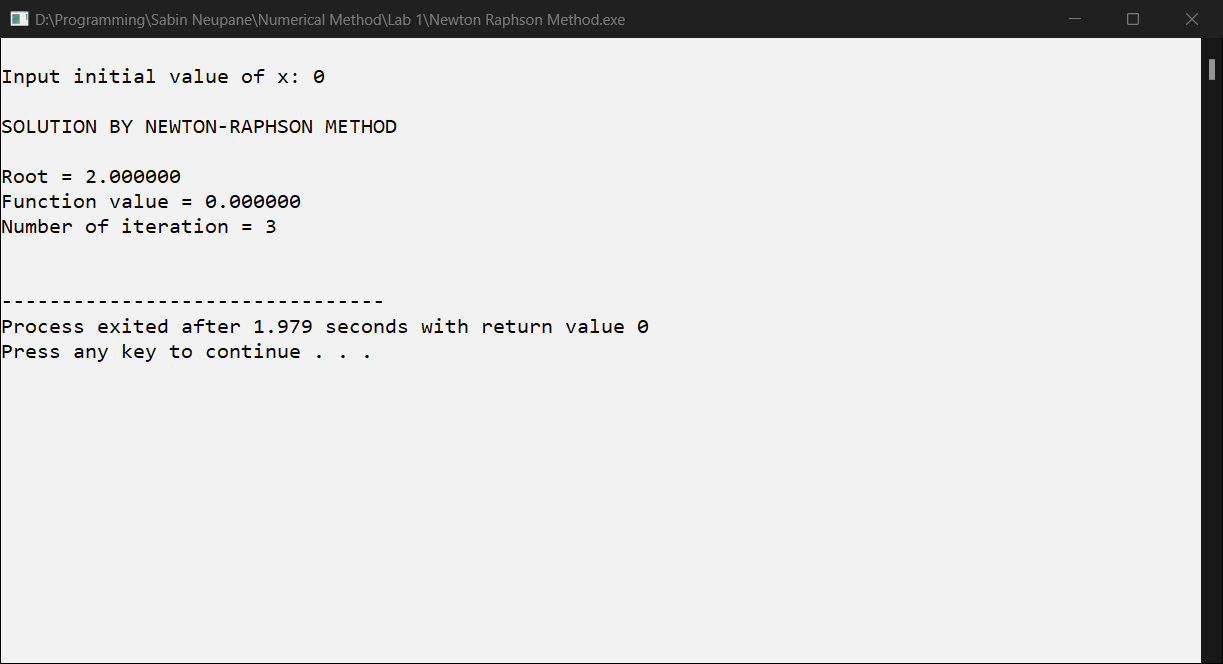 D:\Programming\Sabin Neupane\Numerical Method\Lab 1\Newton Raphson Method.exe
Input initial value of x: 0
SOLUTION BY NEWTON-RAPHSON METHOD
Root = 2.000000
Function value = 0.000000
Number of iteration = 3
--------------------------------
Process exited after 1.979 seconds with return value 0
Press any key to continue . . .